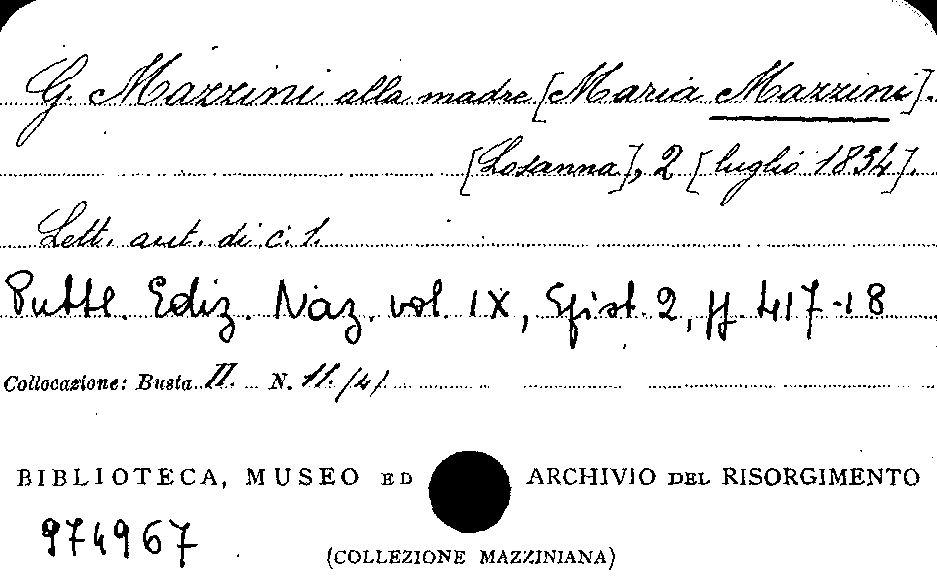 G. Mazzini alla madre [Maria Mazzini].
[Losanna], 2 [luglio 1834].
Lett. aut. di c. 1.
Pubbl. Ediz. Naz. vol. IX, Epist. 2, pp. 417-18
Collocazione: Busta II. N. 11/4/
BIBLIOTECA, MUSEO ED ARCHIVIO DEL RISORGIMENTO
974967
(COLLEZIONE MAZZINIANA)